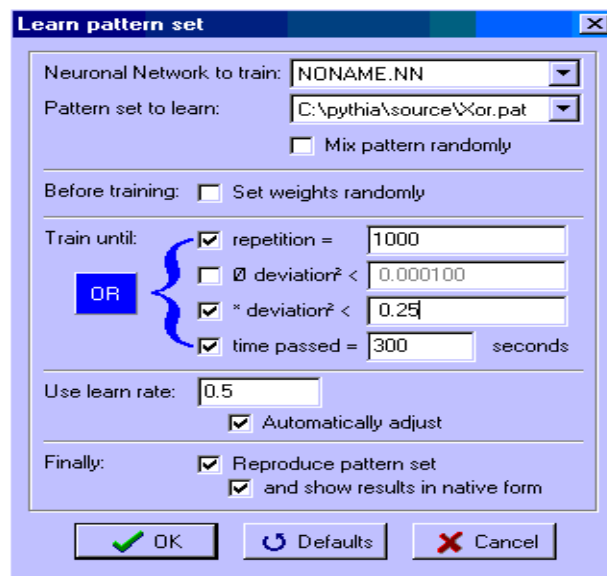 Learn pattern set
Neuronal Network to train: NONAME.NN
Pattern set to learn: C:\pythia\source\Xor.pat
Mix pattern randomly
Before training: Set weights randomly
Train until: repetition = 1000
Ø deviation² < 0.000100
OR
* deviation² < 0.25
time passed = 300 seconds
Use learn rate: 0.5
Automatically adjust
Finally: Reproduce pattern set
and show results in native form
OK Defaults Cancel